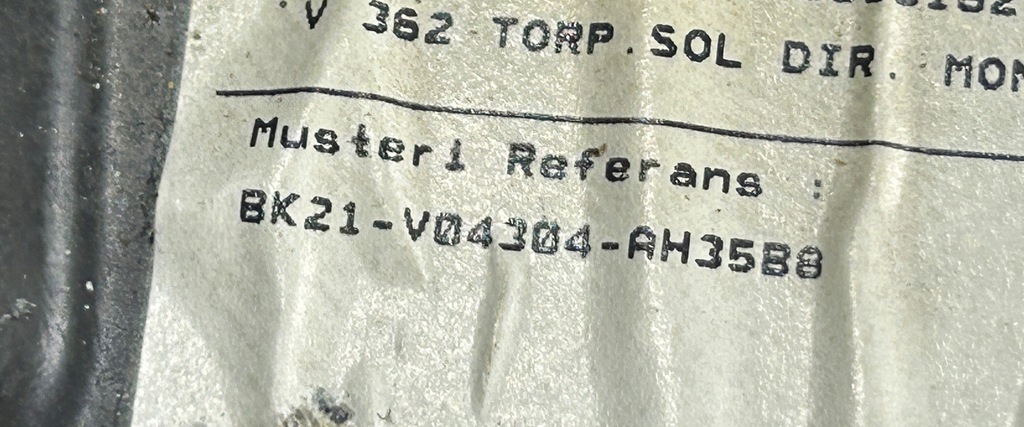 V 362 TORP.SOL DIR. MON
Musteri Referans :
BK21-V04304-AH35B8